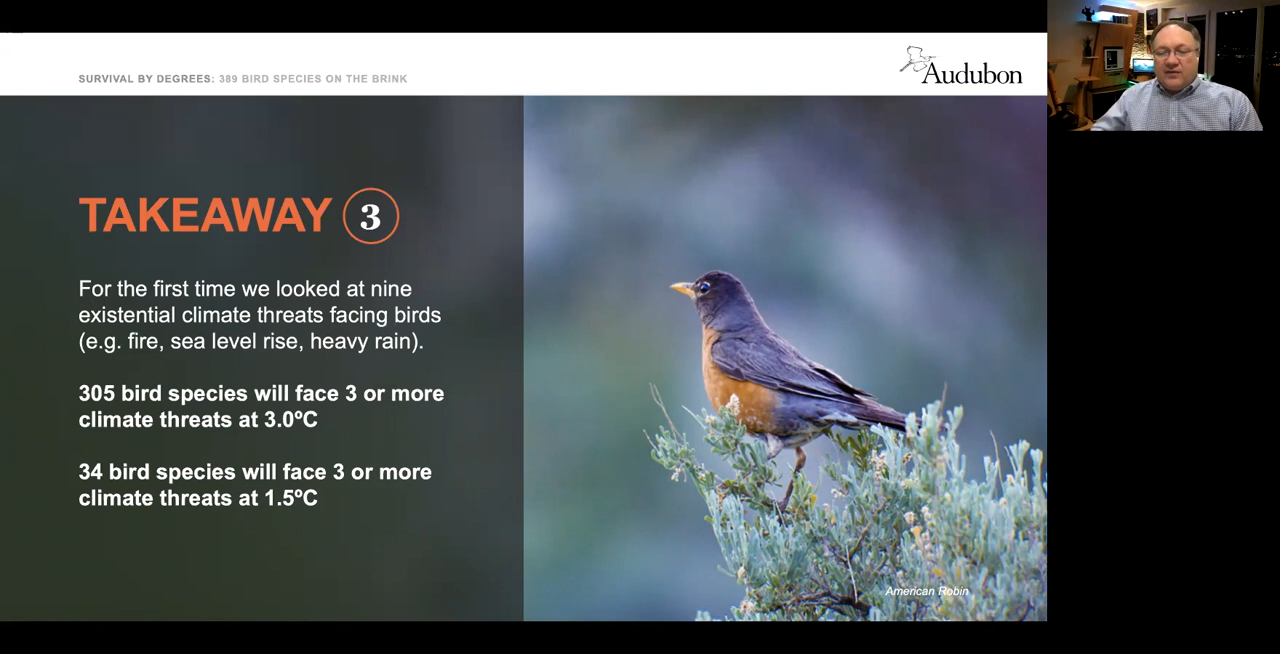 SURVIVAL BY DEGREES: 389 BIRD SPECIES ON THE BRINK
Audubon
TAKEAWAY 3
For the first time we looked at nine
existential climate threats facing birds
(e.g. fire, sea level rise, heavy rain).
305 bird species will face 3 or more
climate threats at 3.0ºC
34 bird species will face 3 or more
climate threats at 1.5ºC
American Robin